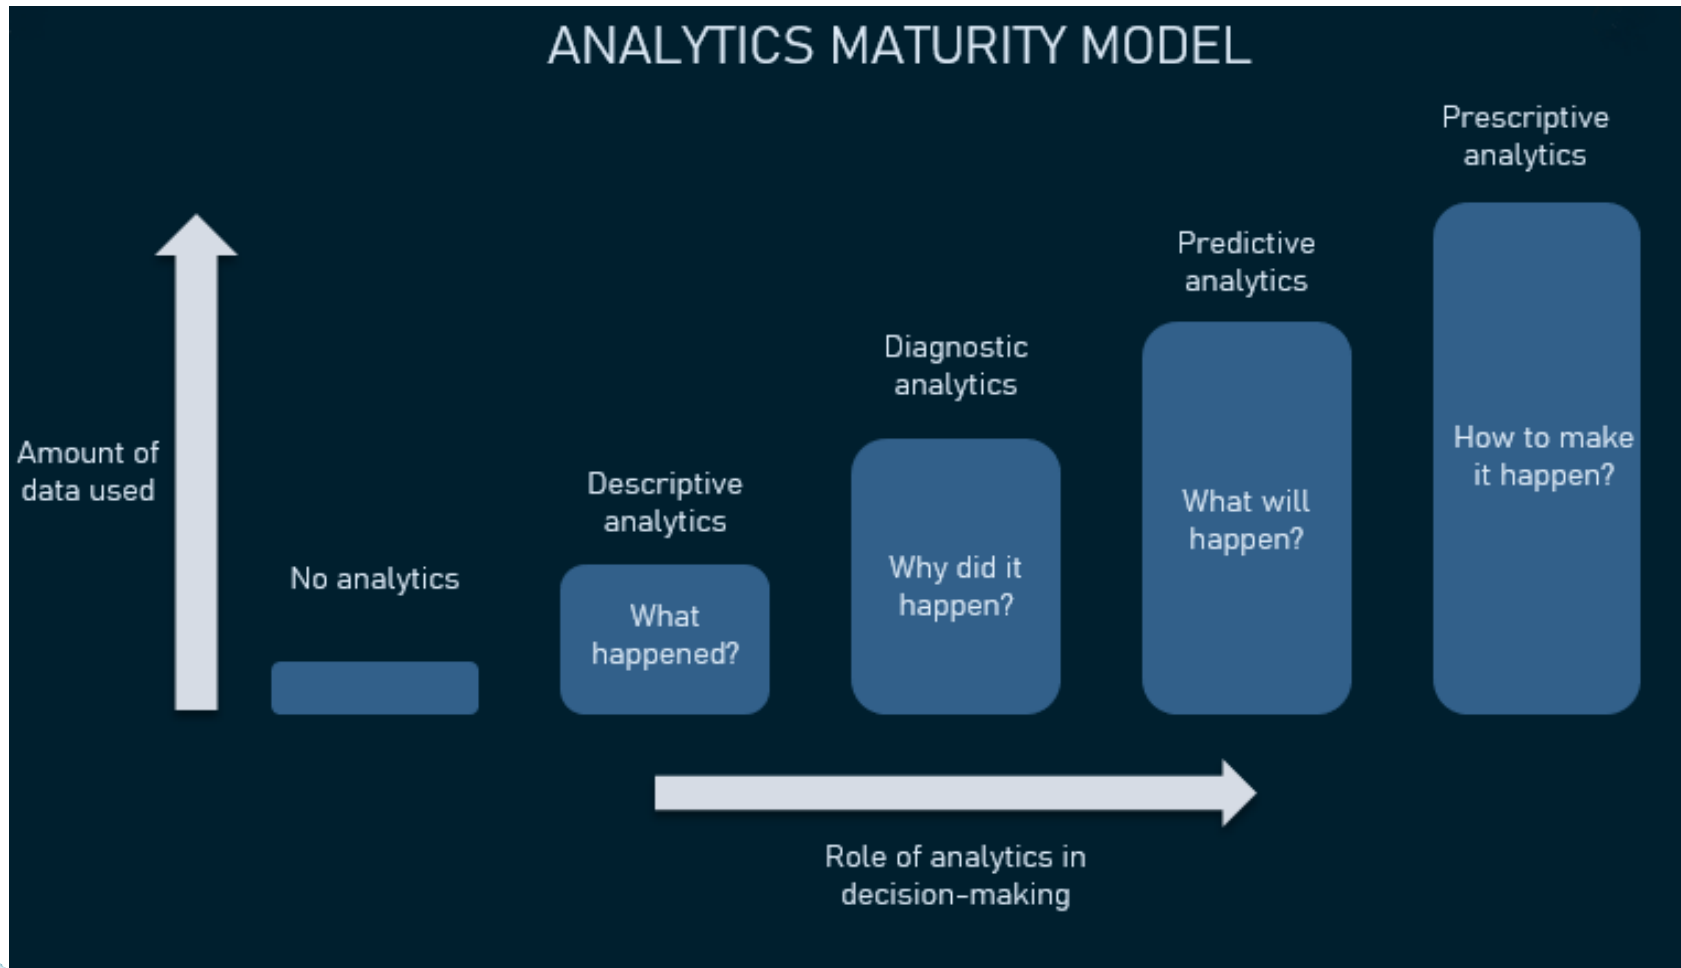 ANALYTICS MATURITY MODEL
Prescriptive
analytics
Predictive
analytics
Diagnostic
analytics
Descriptive
analytics
No analytics
Amount of
data used
What
happened?
Why did it
happen?
What will
happen?
How to make
it happen?
Role of analytics in
decision-making